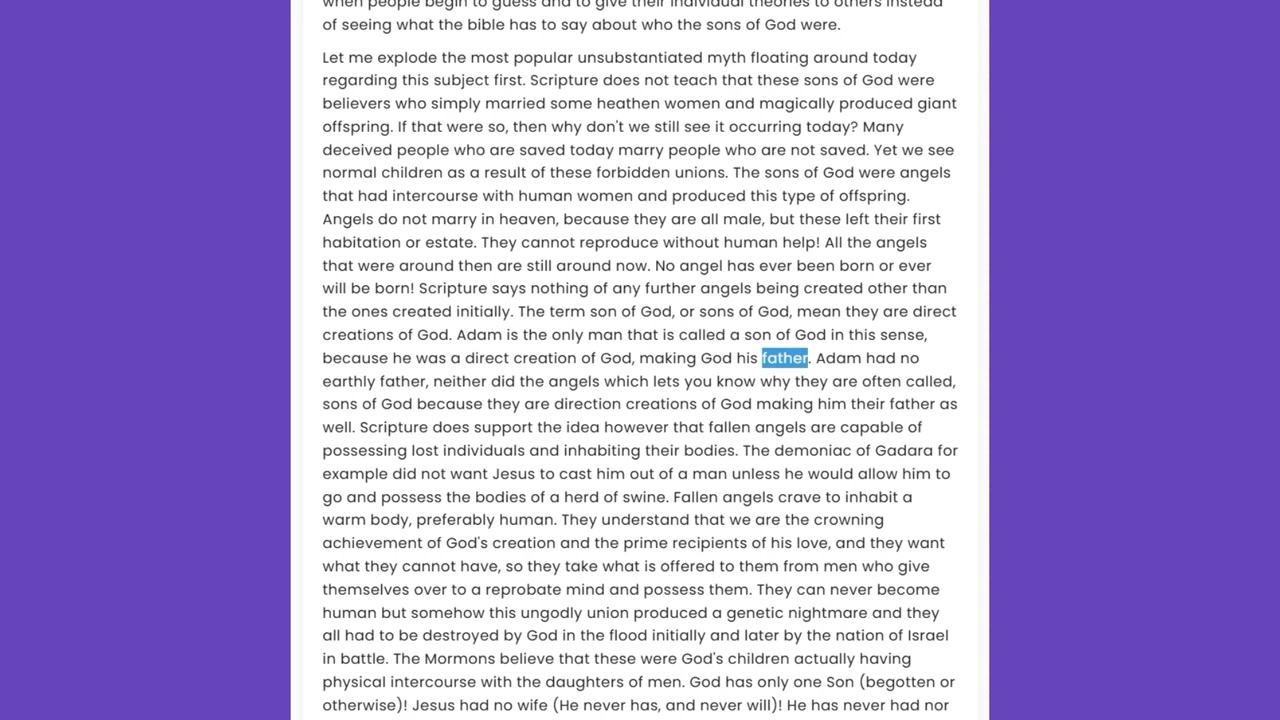 when people begin to guess and to give their individual theories to others instead
of seeing what the bible has to say about who the sons of God were.
Let me explode the most popular unsubstantiated myth floating around today
regarding this subject first. Scripture does not teach that these sons of God were
believers who simply married some heathen women and magically produced giant
offspring. If that were so, then why don't we still see it occurring today? Many
deceived people who are saved today marry people who are not saved. Yet we see
normal children as a result of these forbidden unions. The sons of God were angels
that had intercourse with human women and produced this type of offspring.
Angels do not marry in heaven, because they are all male, but these left their first
habitation or estate. They cannot reproduce without human help! All the angels
that were around then are still around now. No angel has ever been born or ever
will be born! Scripture says nothing of any further angels being created other than
the ones created initially. The term son of God, or sons of God, mean they are direct
creations of God. Adam is the only man that is called a son of God in this sense,
because he was a direct creation of God, making God his father. Adam had no
earthly father, neither did the angels which lets you know why they are often called,
sons of God because they are direction creations of God making him their father as
well. Scripture does support the idea however that fallen angels are capable of
possessing lost individuals and inhabiting their bodies. The demoniac of Gadara for
example did not want Jesus to cast him out of a man unless he would allow him to
go and possess the bodies of a herd of swine. Fallen angels crave to inhabit a
warm body, preferably human. They understand that we are the crowning
achievement of God's creation and the prime recipients of his love, and they want
what they cannot have, so they take what is offered to them from men who give
themselves over to a reprobate mind and possess them. They can never become
human but somehow this ungodly union produced a genetic nightmare and they
all had to be destroyed by God in the flood initially and later by the nation of Israel
in battle. The Mormons believe that these were God's children actually having
physical intercourse with the daughters of men. God has only one Son (begotten or
otherwise)! Jesus had no wife (He never has, and never will)! He has never had nor